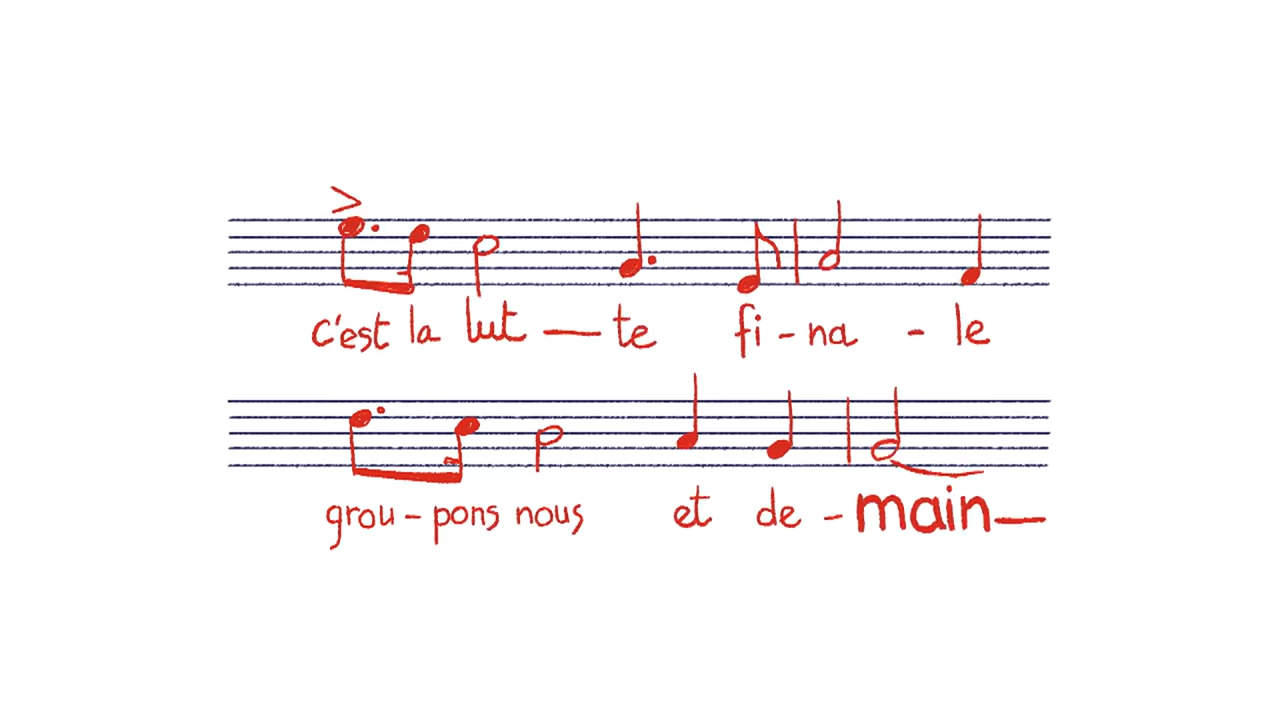 c'est la lut — te fi - na - le
grou - pons nous et de - main —